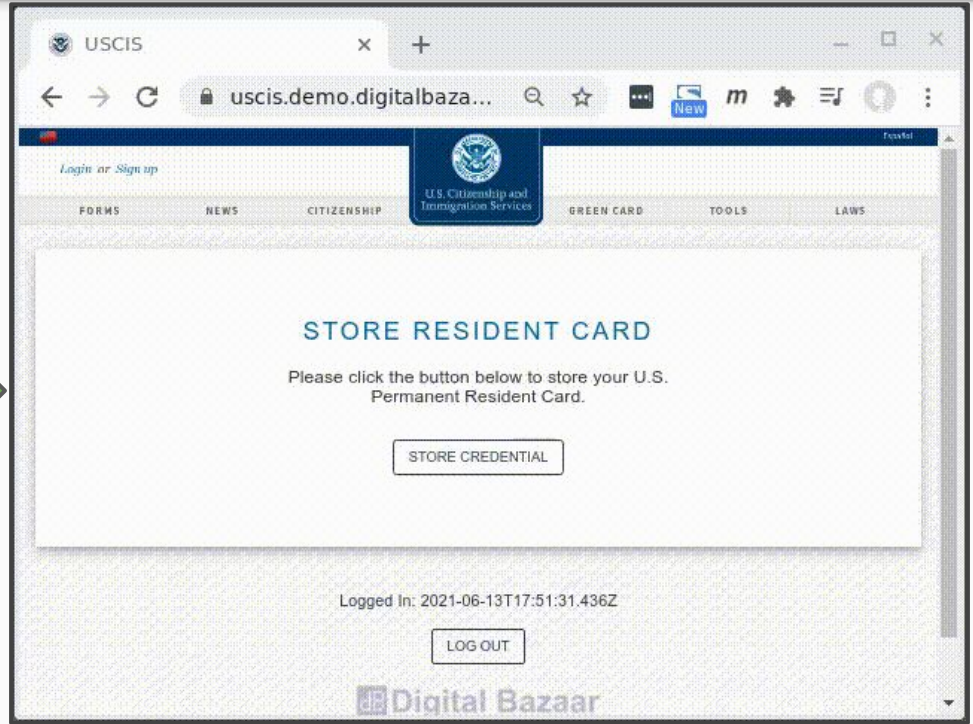 USCIS
uscis.demo.digitalbaza...
New
m
Español
Login or Sign up
U.S. Citizenship and
Immigration Services
FORMS NEWS CITIZENSHIP GREEN CARD TOOLS LAWS
STORE RESIDENT CARD
Please click the button below to store your U.S.
Permanent Resident Card.
STORE CREDENTIAL
Logged In: 2021-06-13T17:51:31.436Z
LOG OUT
Digital Bazaar